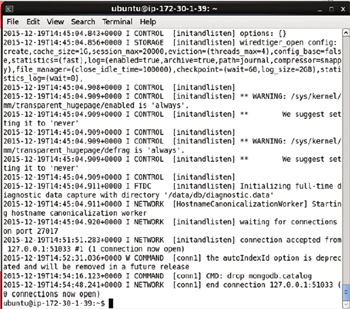 ubuntu@ip-172-30-1-39: ~
File Edit View Search Terminal Help
2015-12-19T14:45:04.843+0000 I CONTROL [initandlisten] options: {}
2015-12-19T14:45:04.856+0000 I STORAGE [initandlisten] wiredtiger_open config:
create,cache_size=1G,session_max=20000,eviction=(threads_max=4),config_base=fals
e,statistics=(fast),log=(enabled=true,archive=true,path=journal,compressor=snapp
y),file_manager=(close_idle_time=100000),checkpoint=(wait=60,log_size=2GB),stati
stics_log=(wait=0),
2015-12-19T14:45:04.908+0000 I CONTROL [initandlisten]
2015-12-19T14:45:04.909+0000 I CONTROL [initandlisten] ** WARNING: /sys/kernel/
mm/transparent_hugepage/enabled is 'always'.
2015-12-19T14:45:04.909+0000 I CONTROL [initandlisten] ** We suggest set
ting it to 'never'
2015-12-19T14:45:04.909+0000 I CONTROL [initandlisten]
2015-12-19T14:45:04.909+0000 I CONTROL [initandlisten] ** WARNING: /sys/kernel/
mm/transparent_hugepage/defrag is 'always'.
2015-12-19T14:45:04.909+0000 I CONTROL [initandlisten] ** We suggest set
ting it to 'never'
2015-12-19T14:45:04.909+0000 I CONTROL [initandlisten]
2015-12-19T14:45:04.911+0000 I FTDC [initandlisten] Initializing full-time d
iagnostic data capture with directory '/data/db/diagnostic.data'
2015-12-19T14:45:04.911+0000 I NETWORK [HostnameCanonicalizationWorker] Startin
g hostname canonicalization worker
2015-12-19T14:45:04.920+0000 I NETWORK [initandlisten] waiting for connections
on port 27017
2015-12-19T14:51:51.283+0000 I NETWORK [initandlisten] connection accepted from
127.0.0.1:51033 #1 (1 connection now open)
2015-12-19T14:52:31.036+0000 W COMMAND [conn1] the autoIndexId option is deprec
ated and will be removed in a future release
2015-12-19T14:54:16.123+0000 I COMMAND [conn1] CMD: drop mongodb.catalog
2015-12-19T14:54:48.241+0000 I NETWORK [conn1] end connection 127.0.0.1:51033 (
0 connections now open)
ubuntu@ip-172-30-1-39:~$